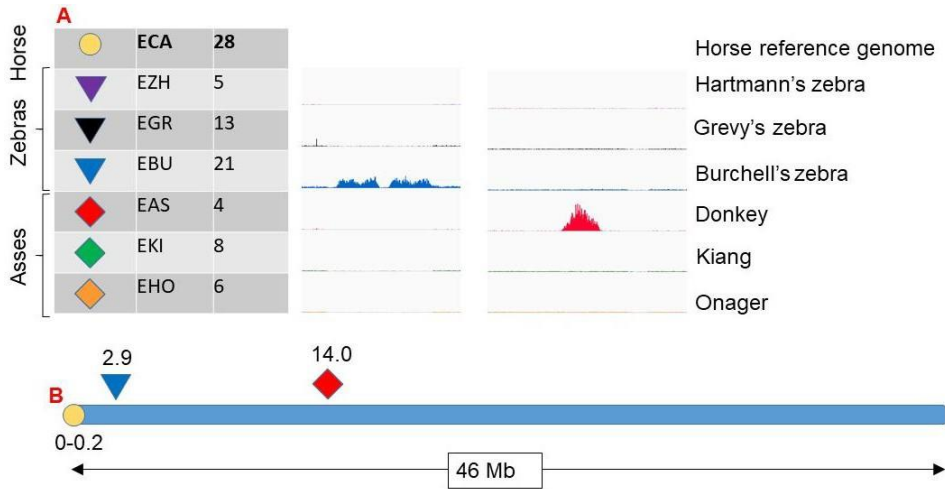 A
Horse
Zebras
Asses
ECA 28
EZH 5
EGR 13
EBU 21
EAS 4
EKI 8
EHO 6
Horse reference genome
Hartmann's zebra
Grevy's zebra
Burchell's zebra
Donkey
Kiang
Onager
2.9 14.0
B
0-0.2
46 Mb